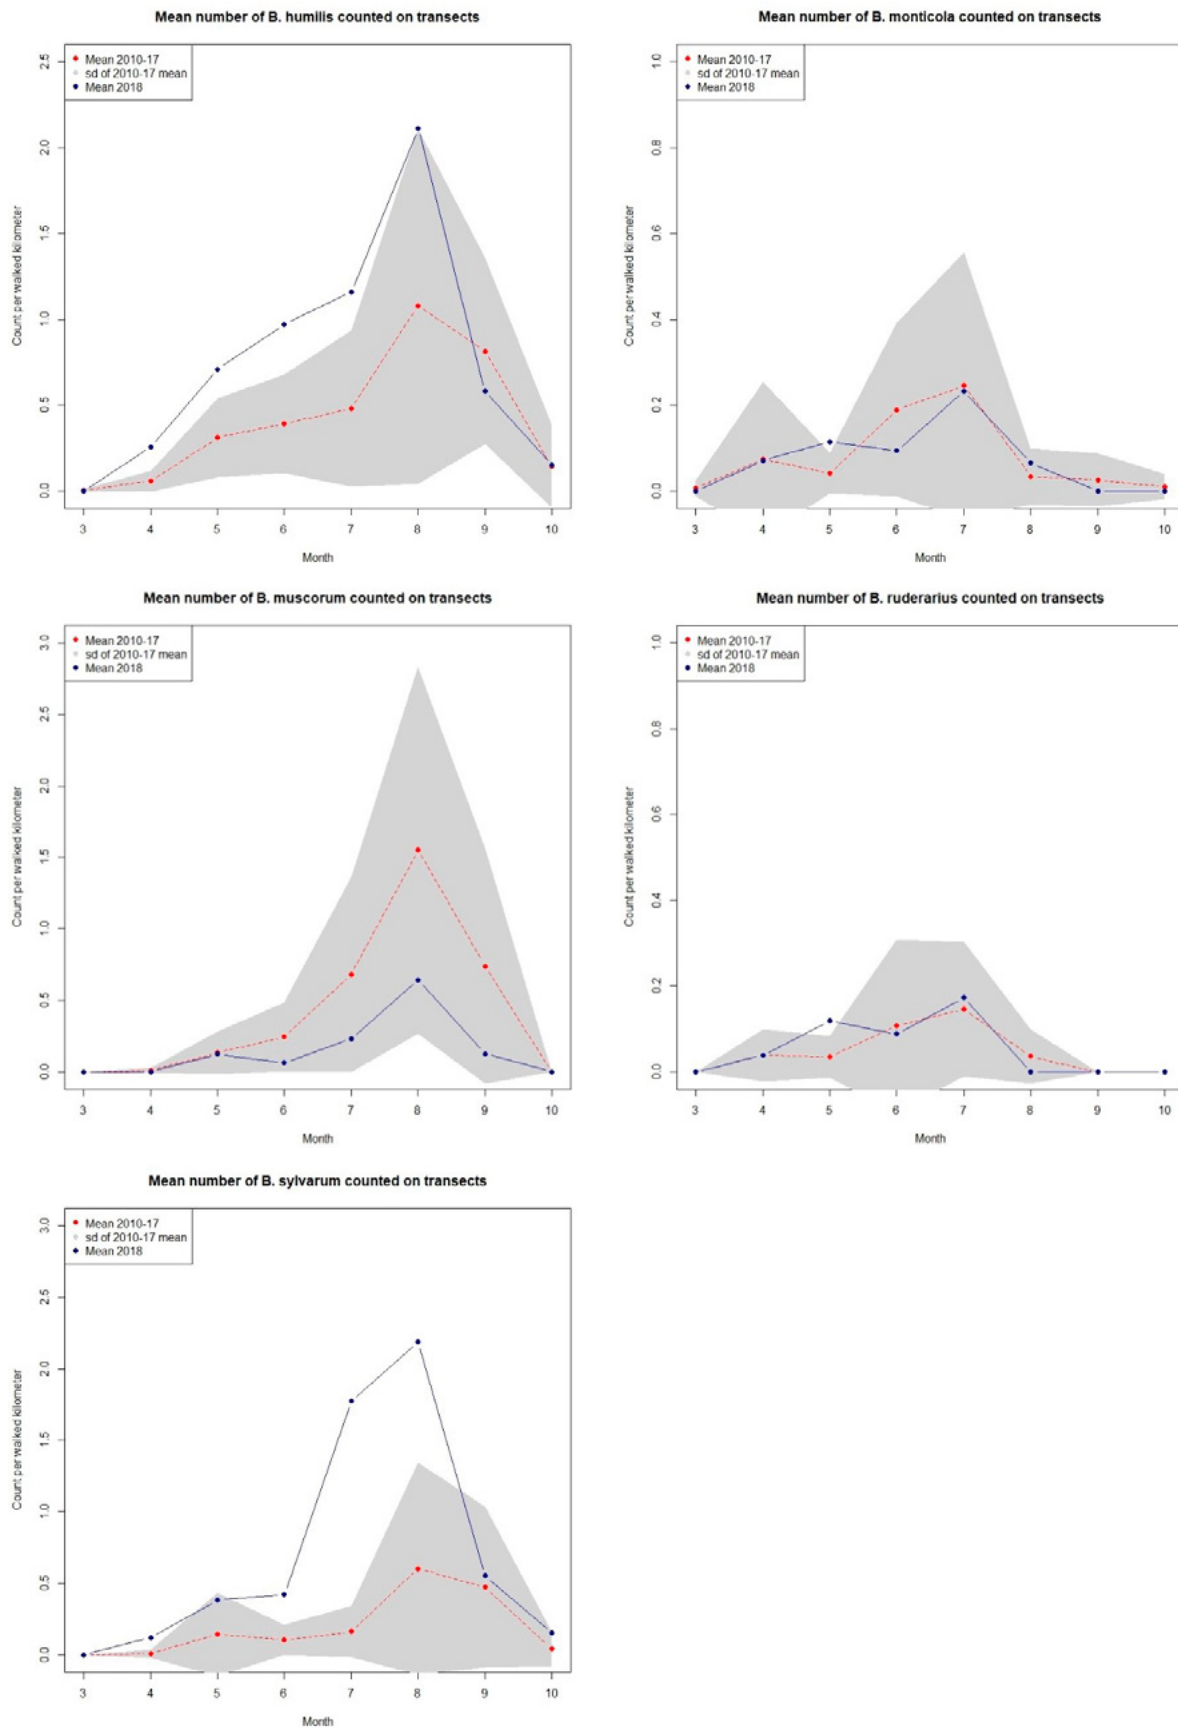 Mean number of B. humilis counted on transects
Mean 2010-17
sd of 2010-17 mean
Mean 2018
Count per walked kilometer
0.0 0.5 1.0 1.5 2.0 2.5
3 4 5 6 7 8 9 10
Month
Mean number of B. monticola counted on transects
Mean 2010-17
sd of 2010-17 mean
Mean 2018
Count per walked kilometer
0.0 0.2 0.4 0.6 0.8 1.0
3 4 5 6 7 8 9 10
Month
Mean number of B. muscorum counted on transects
Mean 2010-17
sd of 2010-17 mean
Mean 2018
Count per walked kilometer
0.0 0.5 1.0 1.5 2.0 2.5 3.0
3 4 5 6 7 8 9 10
Month
Mean number of B. ruderarius counted on transects
Mean 2010-17
sd of 2010-17 mean
Mean 2018
Count per walked kilometer
0.0 0.2 0.4 0.6 0.8 1.0
3 4 5 6 7 8 9 10
Month
Mean number of B. sylvarum counted on transects
Mean 2010-17
sd of 2010-17 mean
Mean 2018
Count per walked kilometer
0.0 0.5 1.0 1.5 2.0 2.5 3.0
3 4 5 6 7 8 9 10
Month